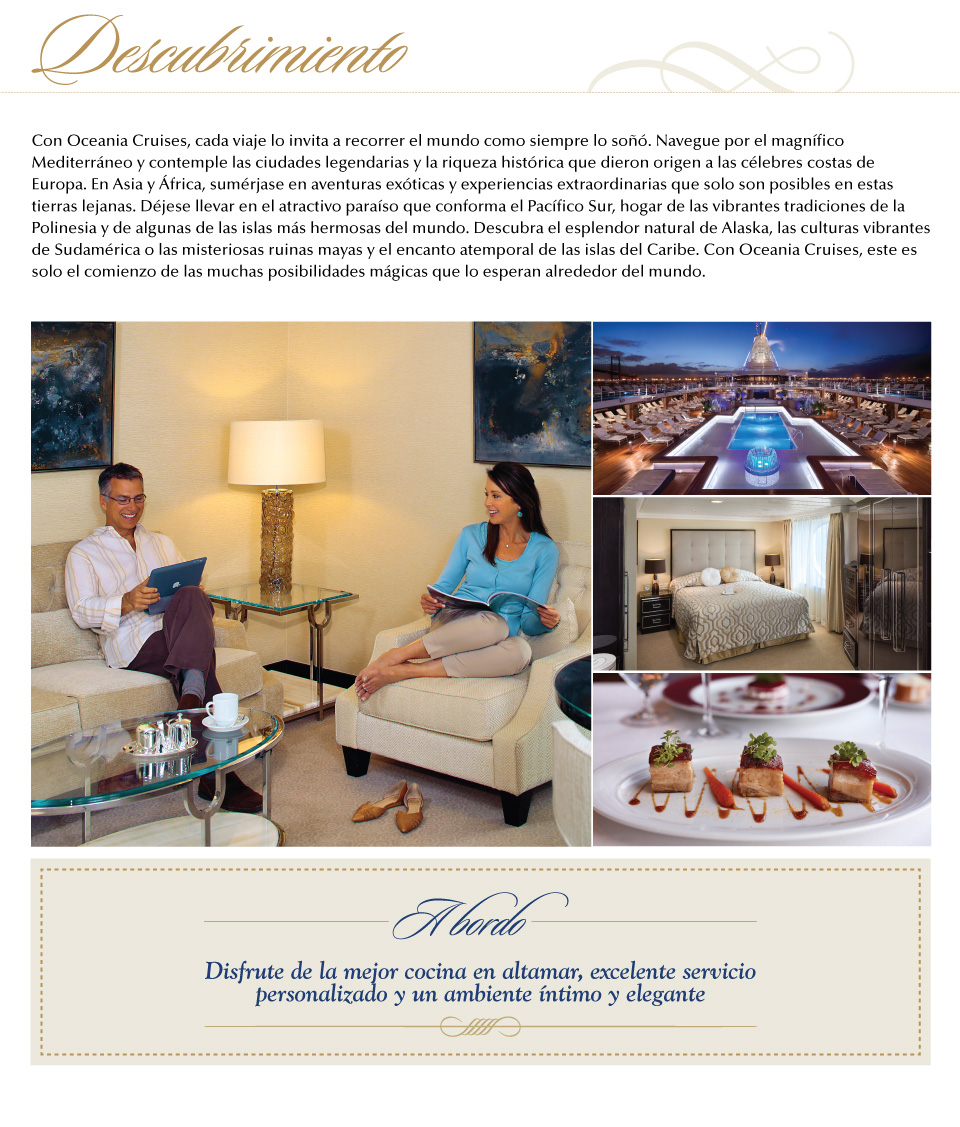 Descubrimiento
Con Oceania Cruises, cada viaje lo invita a recorrer el mundo como siempre lo soñó. Navegue por el magnífico
Mediterráneo y contemple las ciudades legendarias y la riqueza histórica que dieron origen a las célebres costas de
Europa. En Asia y África, sumérjase en aventuras exóticas y experiencias extraordinarias que solo son posibles en estas
tierras lejanas. Déjese llevar en el atractivo paraíso que conforma el Pacífico Sur, hogar de las vibrantes tradiciones de la
Polinesia y de algunas de las islas más hermosas del mundo. Descubra el esplendor natural de Alaska, las culturas vibrantes
de Sudamérica o las misteriosas ruinas mayas y el encanto atemporal de las islas del Caribe. Con Oceania Cruises, este es
solo el comienzo de las muchas posibilidades mágicas que lo esperan alrededor del mundo.
A bordo
Disfrute de la mejor cocina en altamar, excelente servicio
personalizado y un ambiente íntimo y elegante